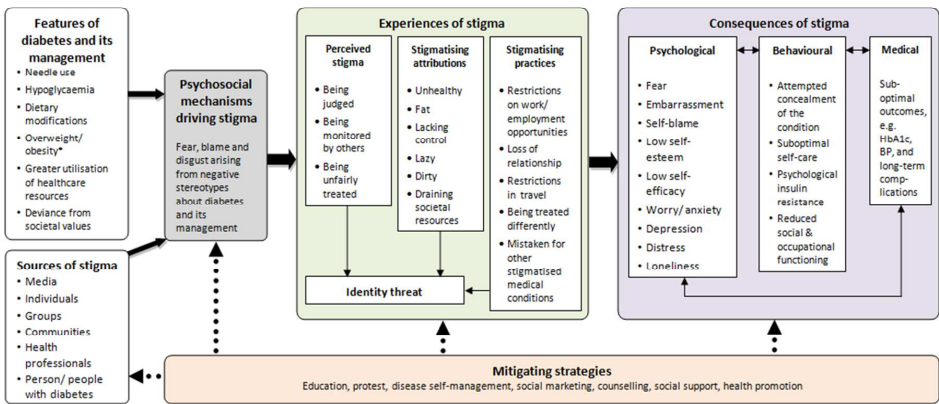 Features of
diabetes and its
management
• Needle use
• Hypoglycaemia
• Dietary
modifications
• Overweight/
obesity*
• Greater utilisation
of healthcare
resources
• Deviance from
societal values
Sources of stigma
• Media
• Individuals
• Groups
• Communities
• Health
professionals
• Person/ people
with diabetes
Psychosocial
mechanisms
driving stigma
Fear, blame and
disgust arising
from negative
stereotypes
about diabetes
and its
management
Experiences of stigma
Perceived
stigma
• Being
judged
• Being
monitored
by others
• Being
unfairly
treated
Stigmatising
attributions
• Unhealthy
• Fat
• Lacking
control
• Lazy
• Dirty
• Draining
societal
resources
Stigmatising
practices
• Restrictions
on work/
employment
opportunities
• Loss of
relationship
• Restrictions
in travel
• Being treated
differently
• Mistaken for
other
stigmatised
medical
conditions
Identity threat
Consequences of stigma
Psychological
• Fear
• Embarrassment
• Self-blame
• Low self-
esteem
• Low self-
efficacy
• Worry/anxiety
• Depression
• Distress
• Loneliness
Behavioural
• Attempted
concealment
of the
condition
• Suboptimal
self-care
• Psychological
insulin
resistance
• Reduced
social &
occupational
functioning
Medical
Sub-
optimal
outcomes,
e.g.
HbA1c,
BP, and
long-term
comp-
lications
Mitigating strategies
Education, protest, disease self-management, social marketing, counselling, social support, health promotion